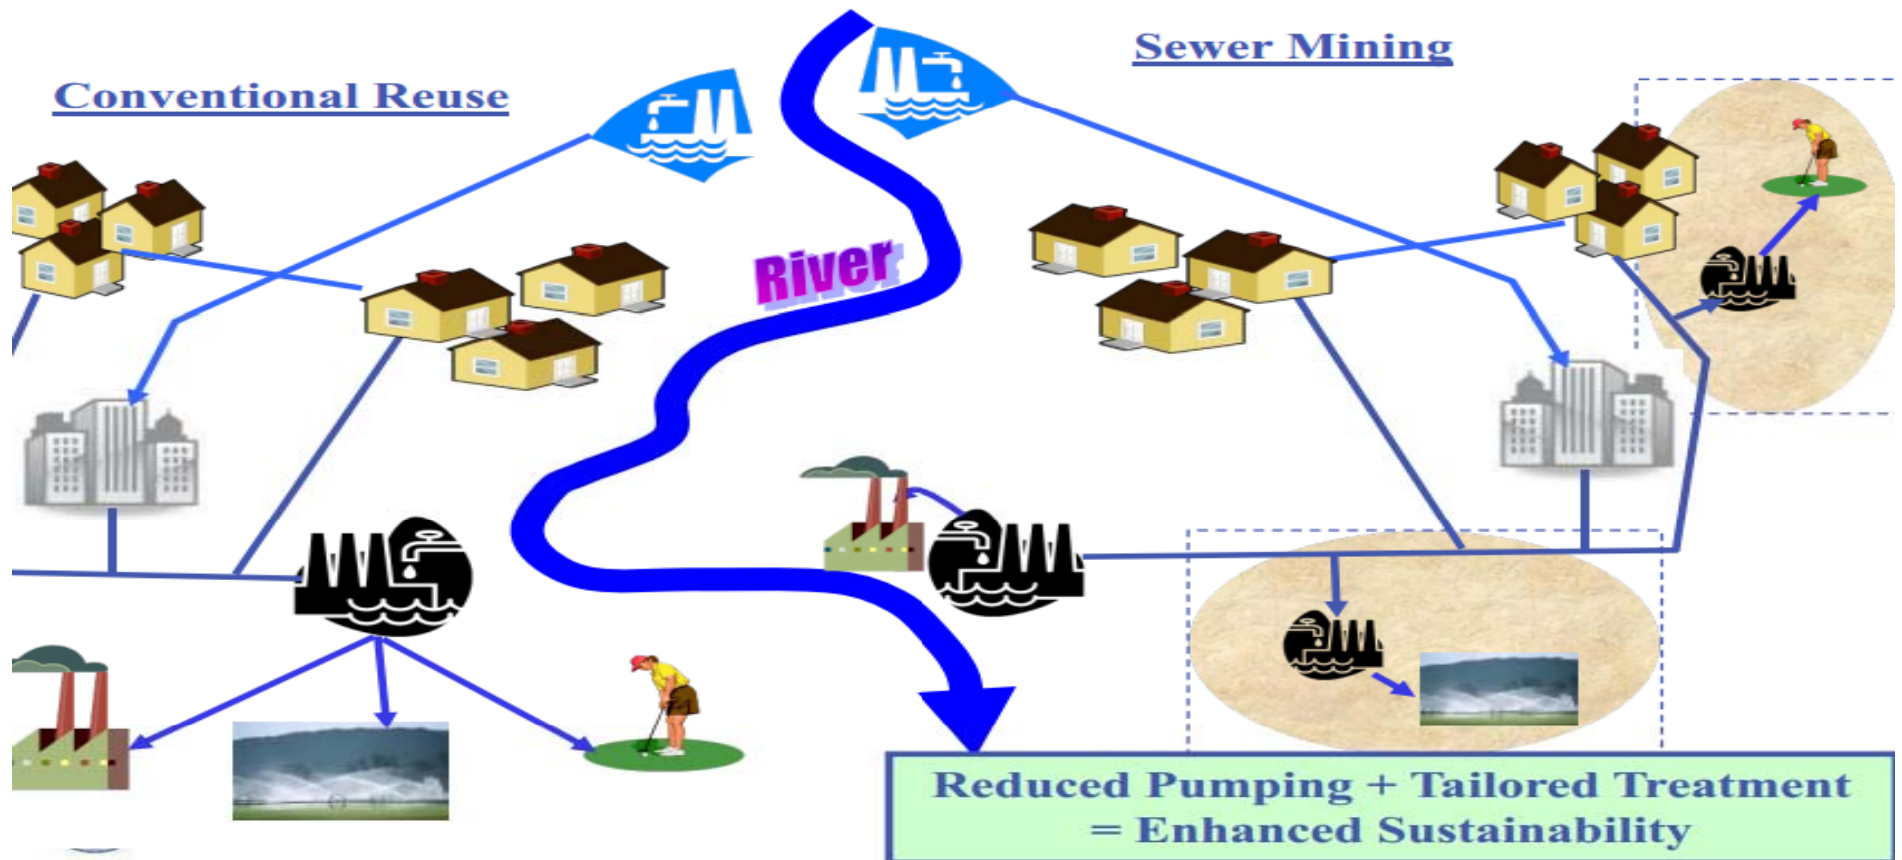 Conventional Reuse
Sewer Mining
River
Reduced Pumping + Tailored Treatment
= Enhanced Sustainability